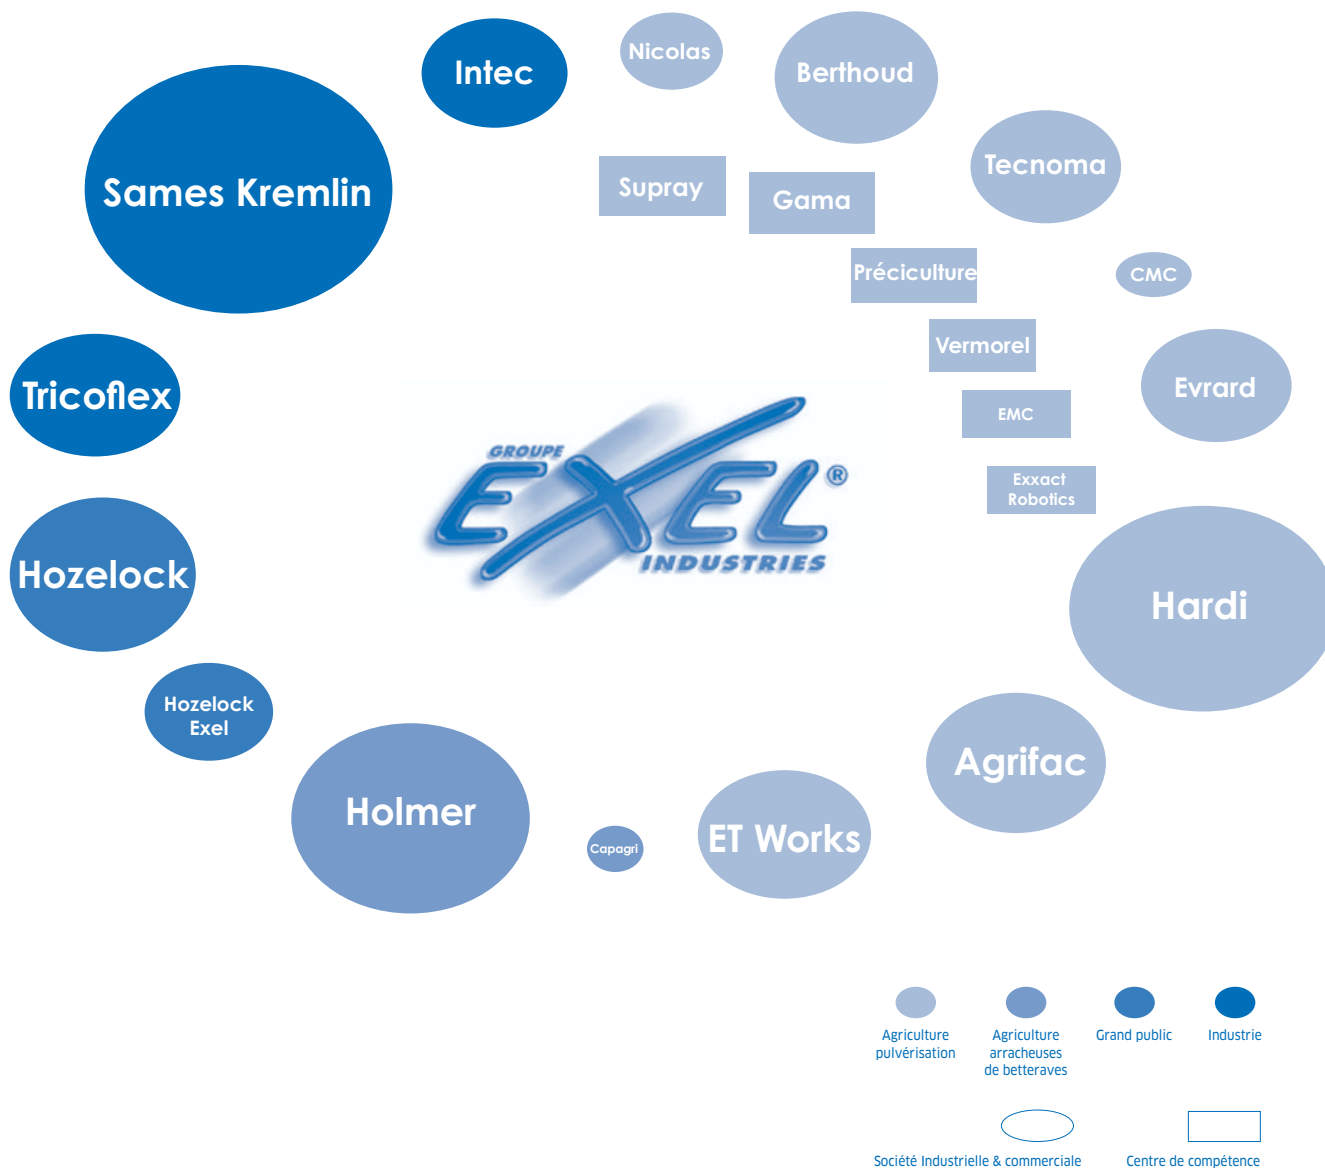 Intec
Nicolas
Berthoud
Sames Kremlin
Tecnoma
Supray
Gama
Préciculture
CMC
Vermorel
Tricoflex
Evrard
EMC
GROUPE
EXEL®
INDUSTRIES
Exxact
Robotics
Hozelock
Hardi
Hozelock
Exel
Agrifac
Holmer
ET Works
Capagri
Agriculture
pulvérisation
Agriculture
arracheuses
de betteraves
Grand public
Industrie
Société Industrielle & commerciale
Centre de compétence